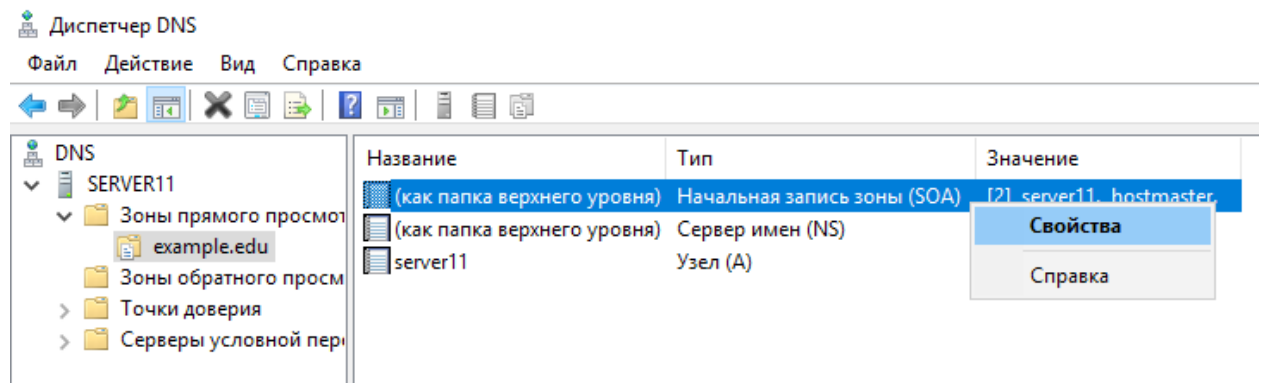 Диспетчер DNS
Файл Действие Вид Справка
DNS
SERVER11
Зоны прямого просмот
example.edu
Зоны обратного просм
Точки доверия
Серверы условной пер
Название Тип Значение
(как папка верхнего уровня) Начальная запись зоны (SOA) [2], server11., hostmaster.
(как папка верхнего уровня) Сервер имен (NS)
server11 Узел (A)
Свойства
Справка